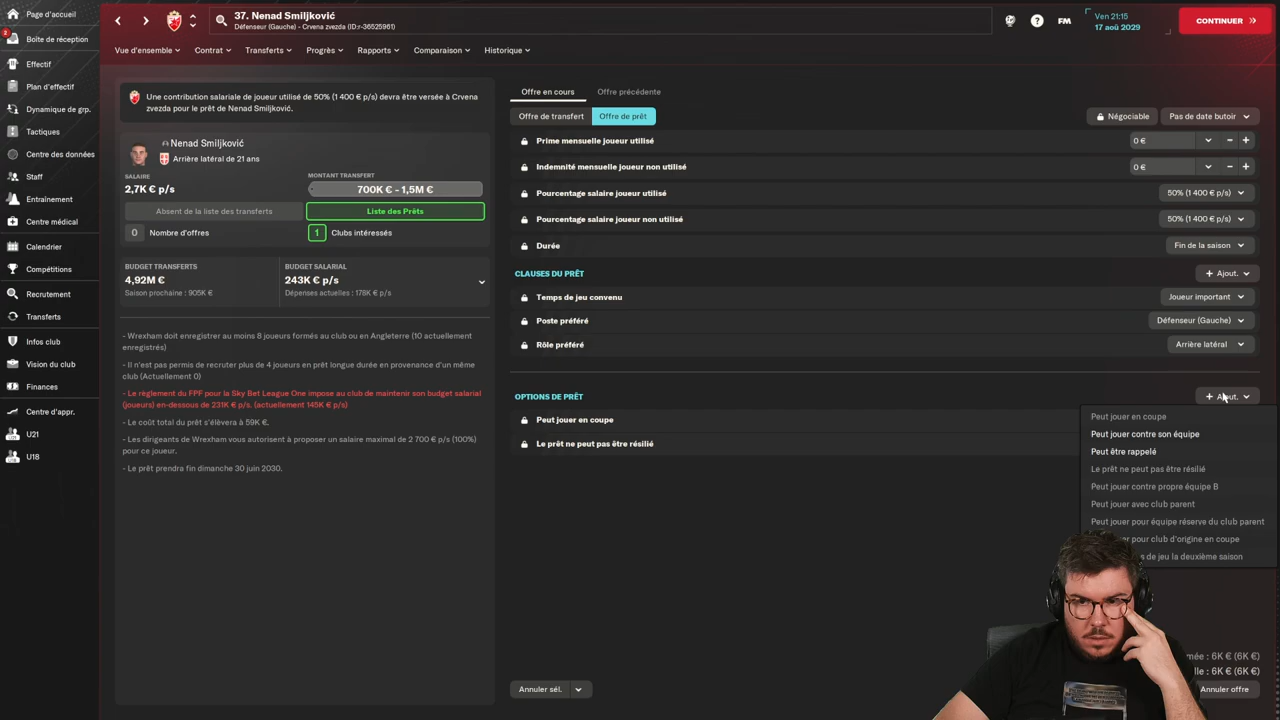 Page d'accueil
2
Boîte de réception
Effectif
Plan d'effectif
Dynamique de grp.
Tactiques
Centre des données
Staff
Entraînement
Centre médical
Calendrier
Compétitions
Recrutement
Transferts
Infos club
Vision du club
Finances
Centre d'appr.
U21
U18
37. Nenad Smiljković
Défenseur (Gauche) - Crvena zvezda (ID:r-36525961)
FM
Ven 21:15
17 aoû 2029
CONTINUER
Vue d'ensemble
Contrat
Transferts
Progrès
Rapports
Comparaison
Historique
Une contribution salariale de joueur utilisé de 50% (1 400 € p/s) devra être versée à Crvena
zvezda pour le prêt de Nenad Smiljković.
Nenad Smiljković
Arrière latéral de 21 ans
SALAIRE
2,7K € p/s
MONTANT TRANSFERT
700K € - 1,5M €
Absent de la liste des transferts
Liste des Prêts
0 Nombre d'offres
1 Clubs intéressés
BUDGET TRANSFERTS
4,92M €
Saison prochaine : 905K €
BUDGET SALARIAL
243K € p/s
Dépenses actuelles : 178K € p/s
- Wrexham doit enregistrer au moins 8 joueurs formés au club ou en Angleterre (10 actuellement
enregistrés)
- Il n'est pas permis de recruter plus de 4 joueurs en prêt longue durée en provenance d'un même
club (Actuellement 0)
- Le règlement du FPF pour la Sky Bet League One impose au club de maintenir son budget salarial
(joueurs) en-dessous de 231K € p/s. (actuellement 145K € p/s)
- Le coût total du prêt s'élèvera à 59K €.
- Les dirigeants de Wrexham vous autorisent à proposer un salaire maximal de 2 700 € p/s (100%)
pour ce joueur.
- Le prêt prendra fin dimanche 30 juin 2030.
Offre en cours
Offre précédente
Offre de transfert
Offre de prêt
Négociable
Pas de date butoir
Prime mensuelle joueur utilisé
0 €
Indemnité mensuelle joueur non utilisé
0 €
Pourcentage salaire joueur utilisé
50% (1 400 € p/s)
Pourcentage salaire joueur non utilisé
50% (1 400 € p/s)
Durée
Fin de la saison
CLAUSES DU PRÊT
Ajout.
Temps de jeu convenu
Joueur important
Poste préféré
Défenseur (Gauche)
Rôle préféré
Arrière latéral
OPTIONS DE PRÊT
Ajout.
Peut jouer en coupe
Le prêt ne peut pas être résilié
Peut jouer en coupe
Peut jouer contre son équipe
Peut être rappelé
Le prêt ne peut pas être résilié
Peut jouer contre propre équipe B
Peut jouer avec club parent
Peut jouer pour équipe réserve du club parent
pour club d'origine en coupe
de jeu la deuxième saison
: 6K € (6K €)
: 6K € (6K €)
Annuler sél.
Annuler offre